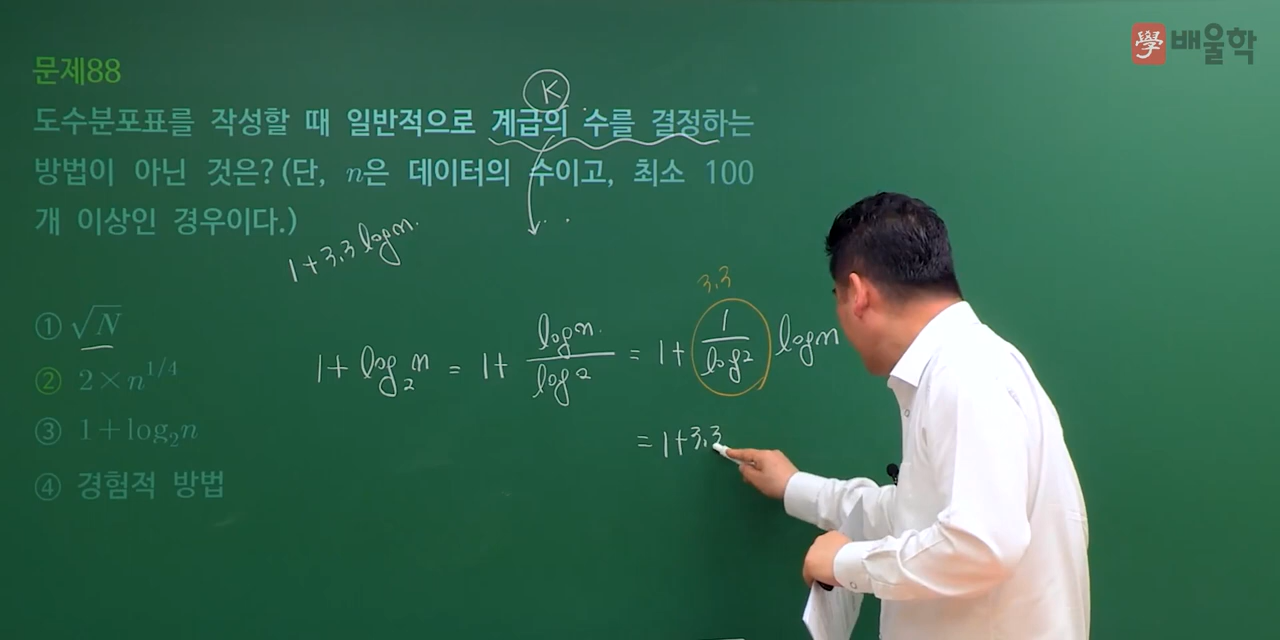 學 배울학
문제88
K
도수분포표를 작성할 때 일반적으로 계급의 수를 결정하는
방법이 아닌 것은? (단, n은 데이터의 수이고, 최소 100
개 이상인 경우이다.)
1+3.3 log n.
① √N
② 2×n^{1/4}
③ 1+log₂n
④ 경험적 방법
3.3
1+log₂n = 1+ log n. / log 2 = 1+ 1 / log 2 log n
= 1+3.3